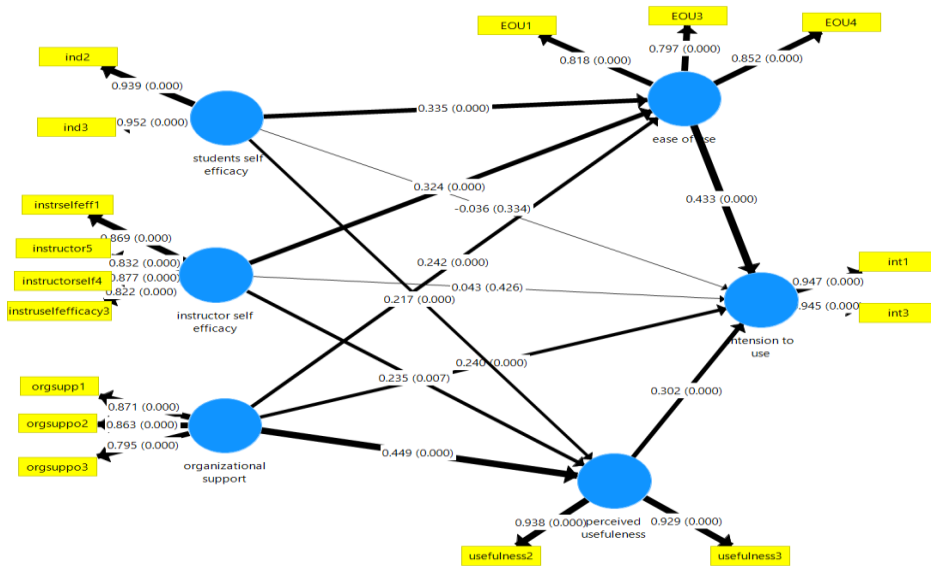 EOU1
EOU3
EOU4
0.818 (0.000)
0.797 (0.000)
0.852 (0.000)
ind2
0.939 (0.000)
ind3
0.952 (0.000)
students self
efficacy
0.335 (0.000)
ease of use
instrselfeff1
0.869 (0.000)
instructor5
0.832 (0.000)
instructorself4
0.877 (0.000)
instruselfefficacy3
0.822 (0.000)
instructor self
efficacy
0.324 (0.000)
-0.036 (0.334)
0.433 (0.000)
0.242 (0.000)
0.217 (0.000)
0.043 (0.426)
int1
0.947 (0.000)
0.945 (0.000)
int3
intension to
use
0.240 (0.000)
0.235 (0.007)
0.302 (0.000)
orgsupp1
0.871 (0.000)
orgsuppo2
0.863 (0.000)
0.795 (0.000)
orgsuppo3
organizational
support
0.449 (0.000)
perceived
usefuleness
0.938 (0.000)
0.929 (0.000)
usefulness2
usefulness3